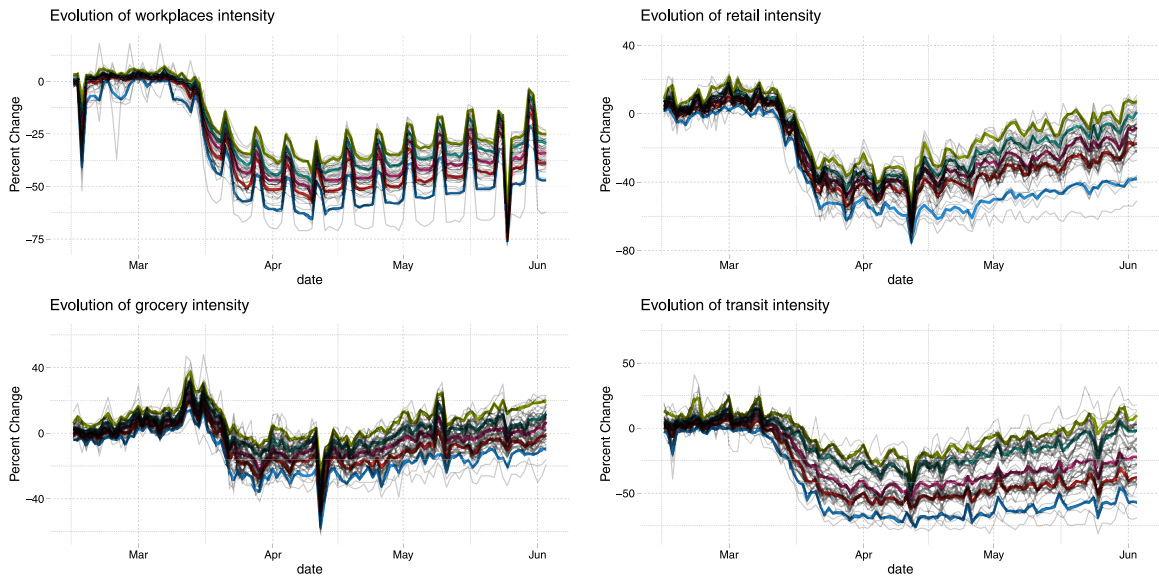 Evolution of workplaces intensity
Percent Change
0
−25
−50
−75
Mar
Apr
May
Jun
date
Evolution of retail intensity
Percent Change
40
0
−40
−80
Mar
Apr
May
Jun
date
Evolution of grocery intensity
Percent Change
40
0
−40
Mar
Apr
May
Jun
date
Evolution of transit intensity
Percent Change
50
0
−50
Mar
Apr
May
Jun
date